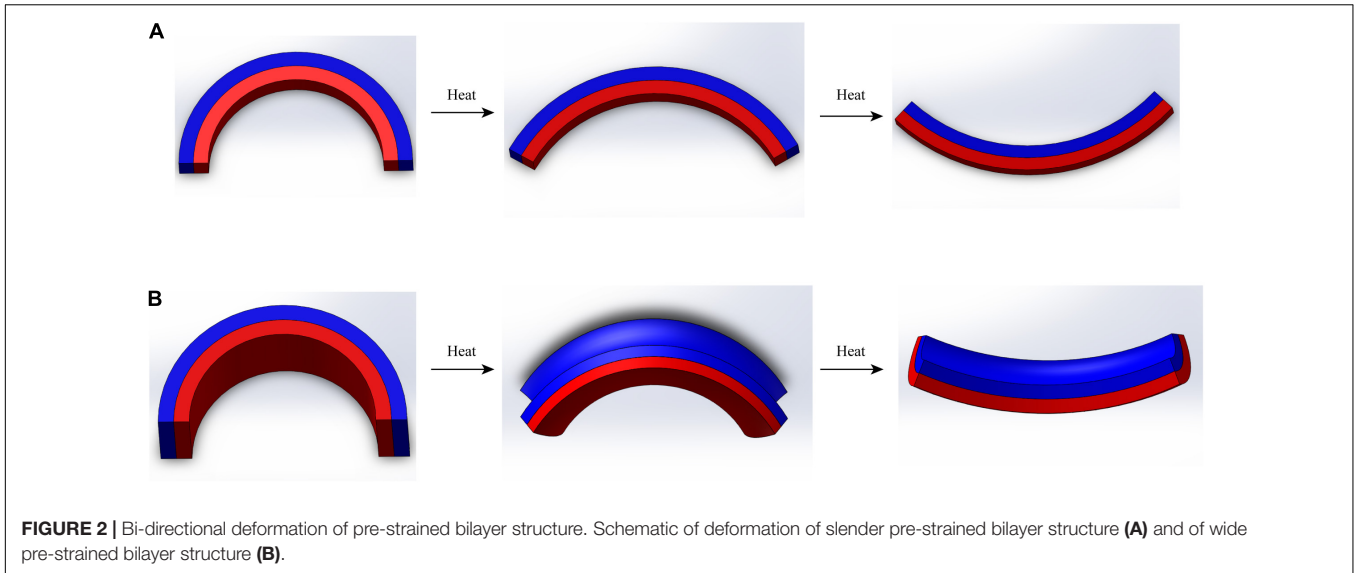 A
Heat
Heat
B
Heat
Heat
FIGURE 2 | Bi-directional deformation of pre-strained bilayer structure. Schematic of deformation of slender pre-strained bilayer structure (A) and of wide
pre-strained bilayer structure (B).